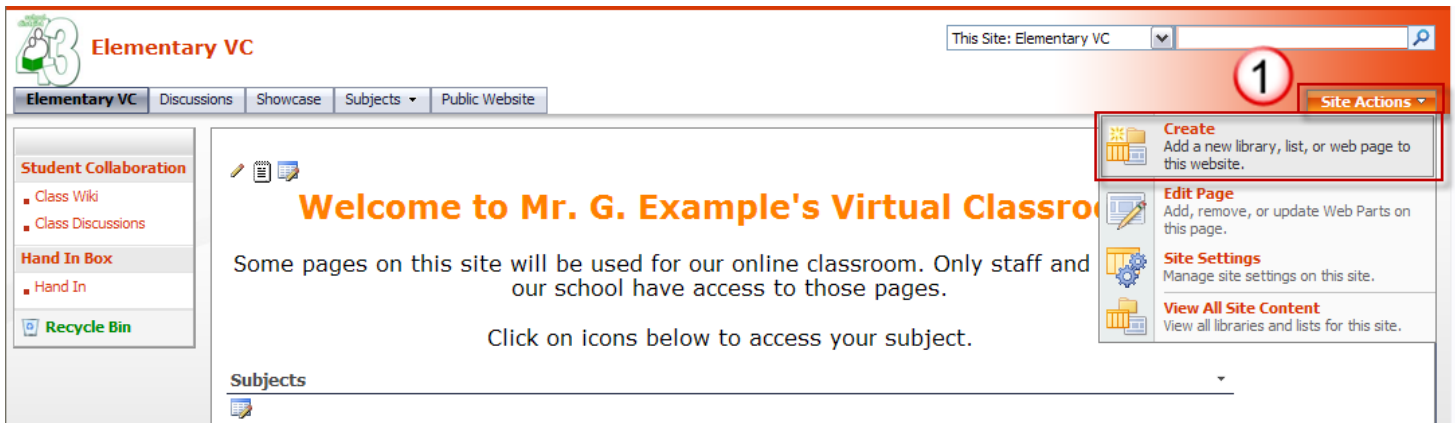 Elementary VC
This Site: Elementary VC
1
Elementary VC Discussions Showcase Subjects Public Website
Site Actions
Create
Add a new library, list, or web page to
this website.
Edit Page
Add, remove, or update Web Parts on
this page.
Site Settings
Manage site settings on this site.
View All Site Content
View all libraries and lists for this site.
Student Collaboration
Class Wiki
Class Discussions
Hand In Box
Hand In
Recycle Bin
Welcome to Mr. G. Example's Virtual
Some pages on this site will be used for our online classroom. Only staff and
our school have access to those pages.
Click on icons below to access your subject.
Subjects